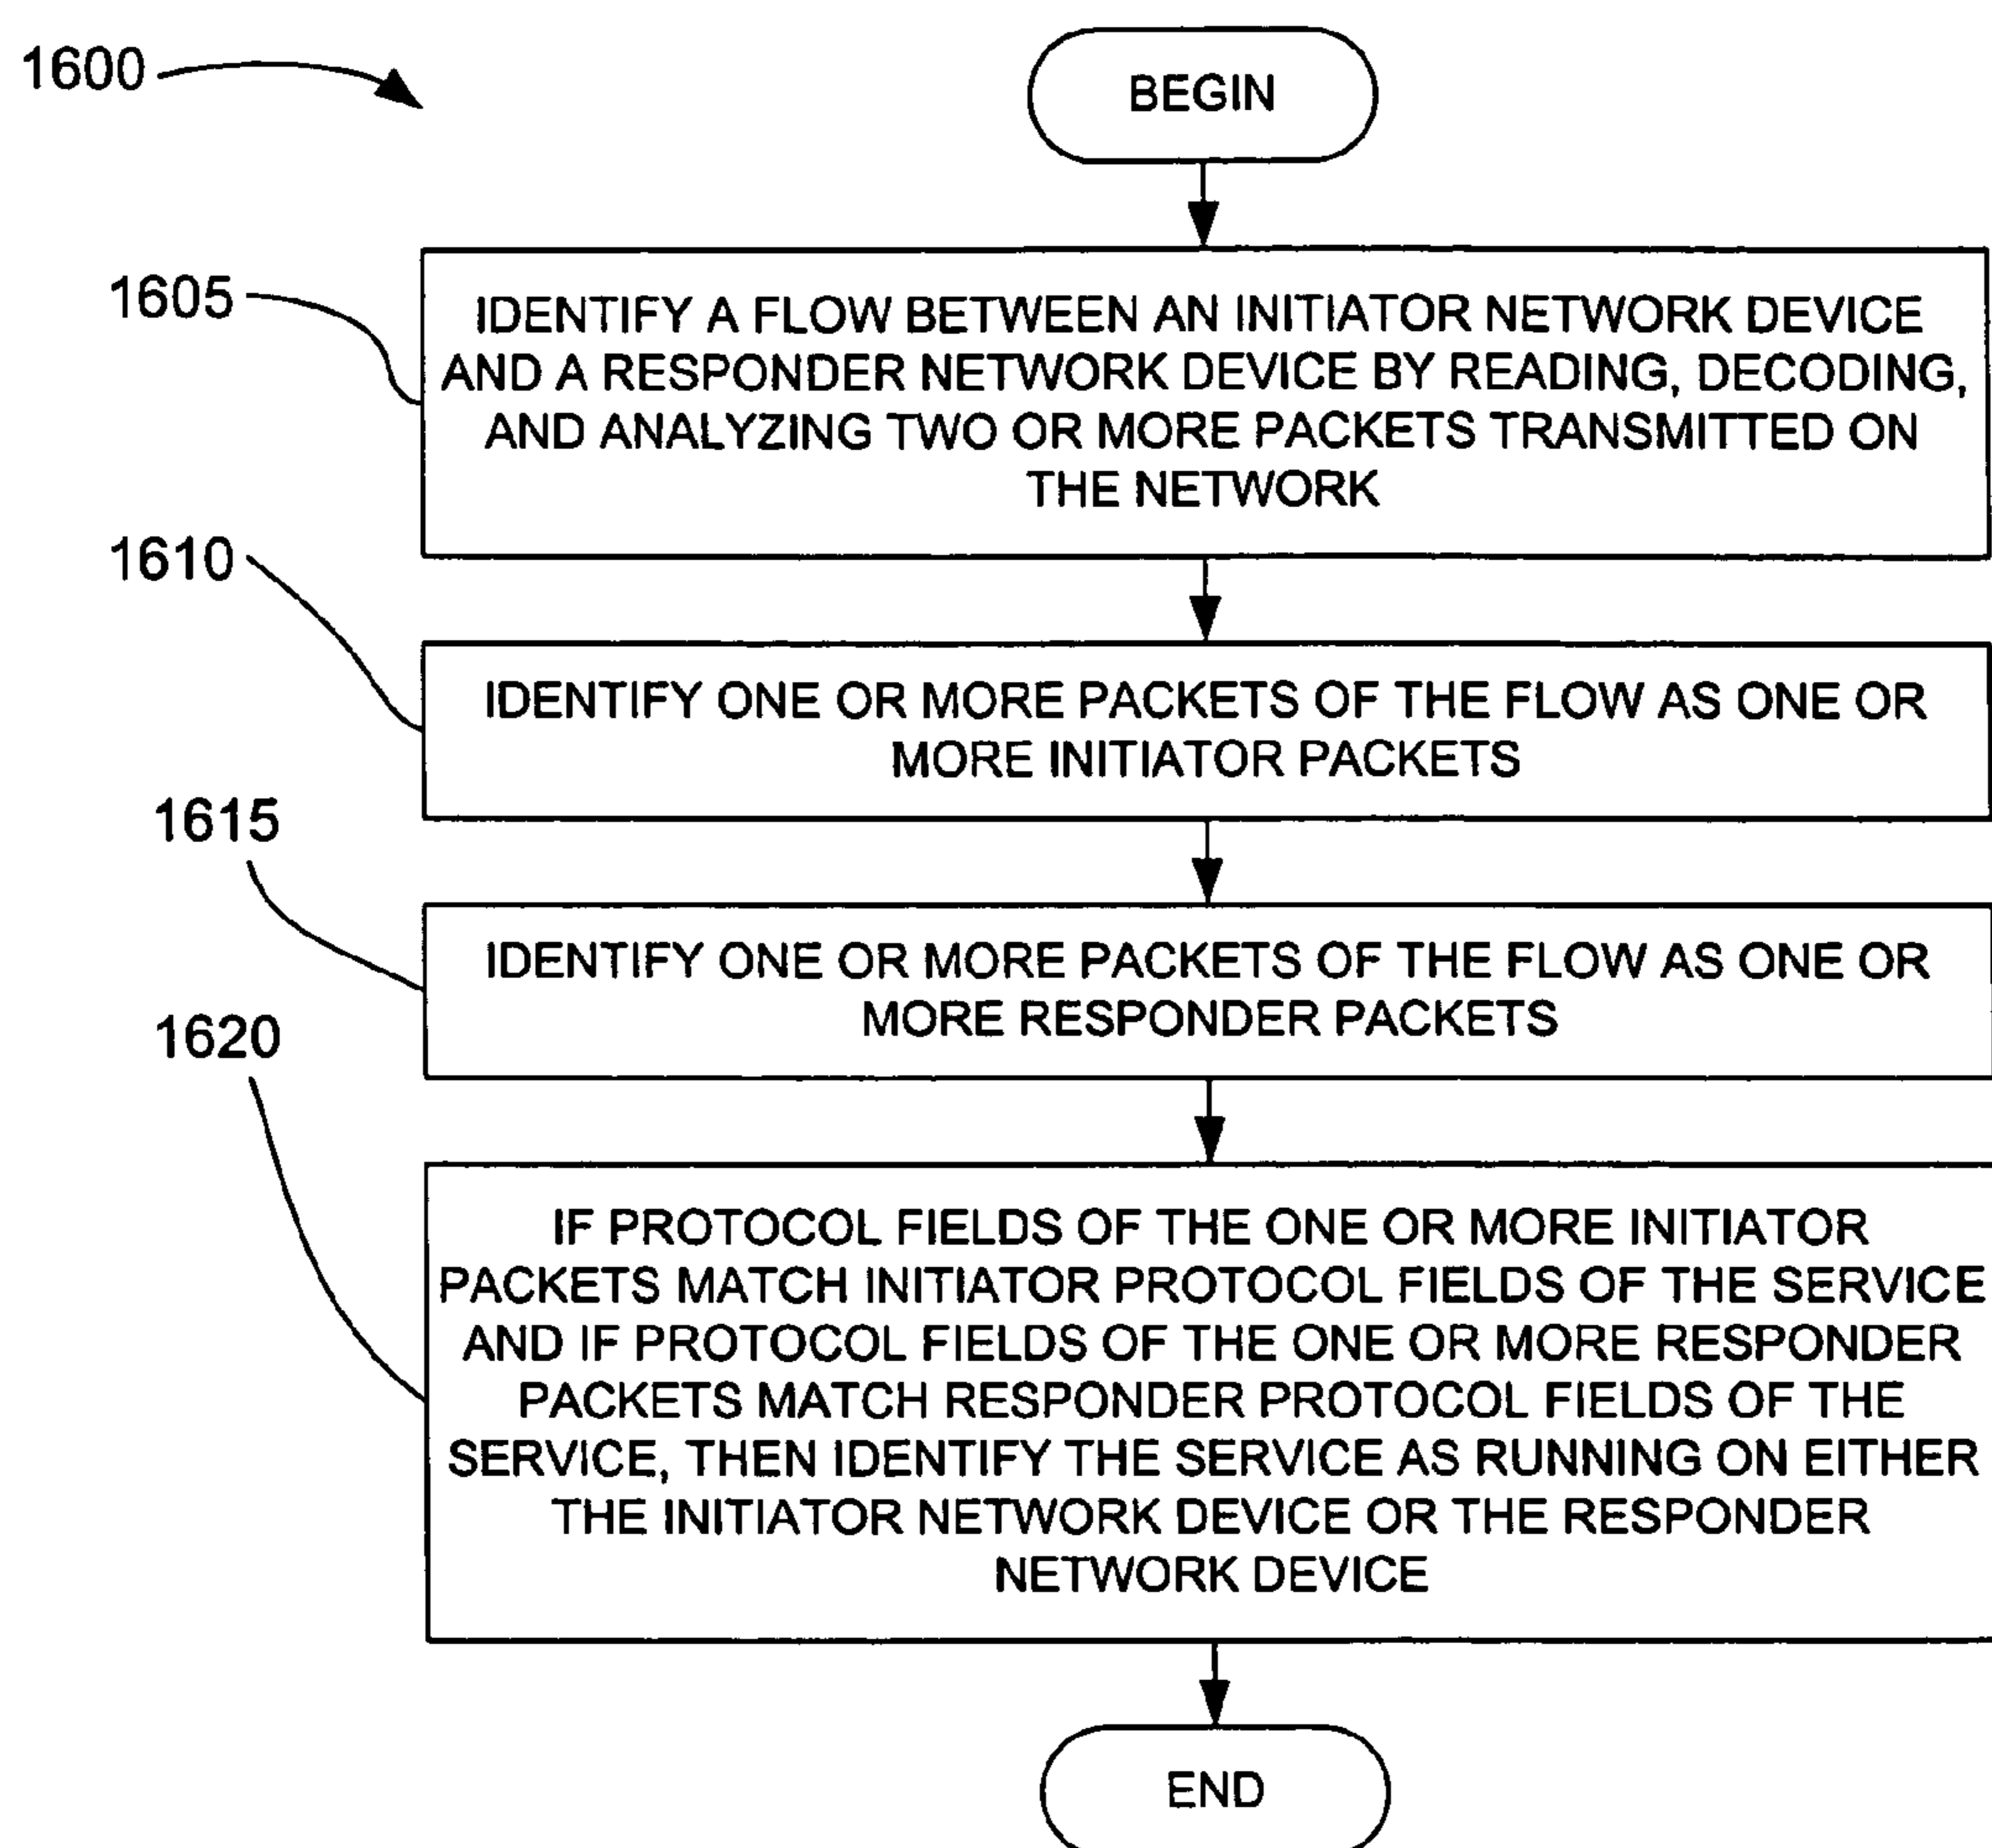 1600
BEGIN
1605
IDENTIFY A FLOW BETWEEN AN INITIATOR NETWORK DEVICE
AND A RESPONDER NETWORK DEVICE BY READING, DECODING,
AND ANALYZING TWO OR MORE PACKETS TRANSMITTED ON
THE NETWORK
1610
IDENTIFY ONE OR MORE PACKETS OF THE FLOW AS ONE OR
MORE INITIATOR PACKETS
1615
IDENTIFY ONE OR MORE PACKETS OF THE FLOW AS ONE OR
MORE RESPONDER PACKETS
1620
IF PROTOCOL FIELDS OF THE ONE OR MORE INITIATOR
PACKETS MATCH INITIATOR PROTOCOL FIELDS OF THE SERVICE
AND IF PROTOCOL FIELDS OF THE ONE OR MORE RESPONDER
PACKETS MATCH RESPONDER PROTOCOL FIELDS OF THE
SERVICE, THEN IDENTIFY THE SERVICE AS RUNNING ON EITHER
THE INITIATOR NETWORK DEVICE OR THE RESPONDER
NETWORK DEVICE
END